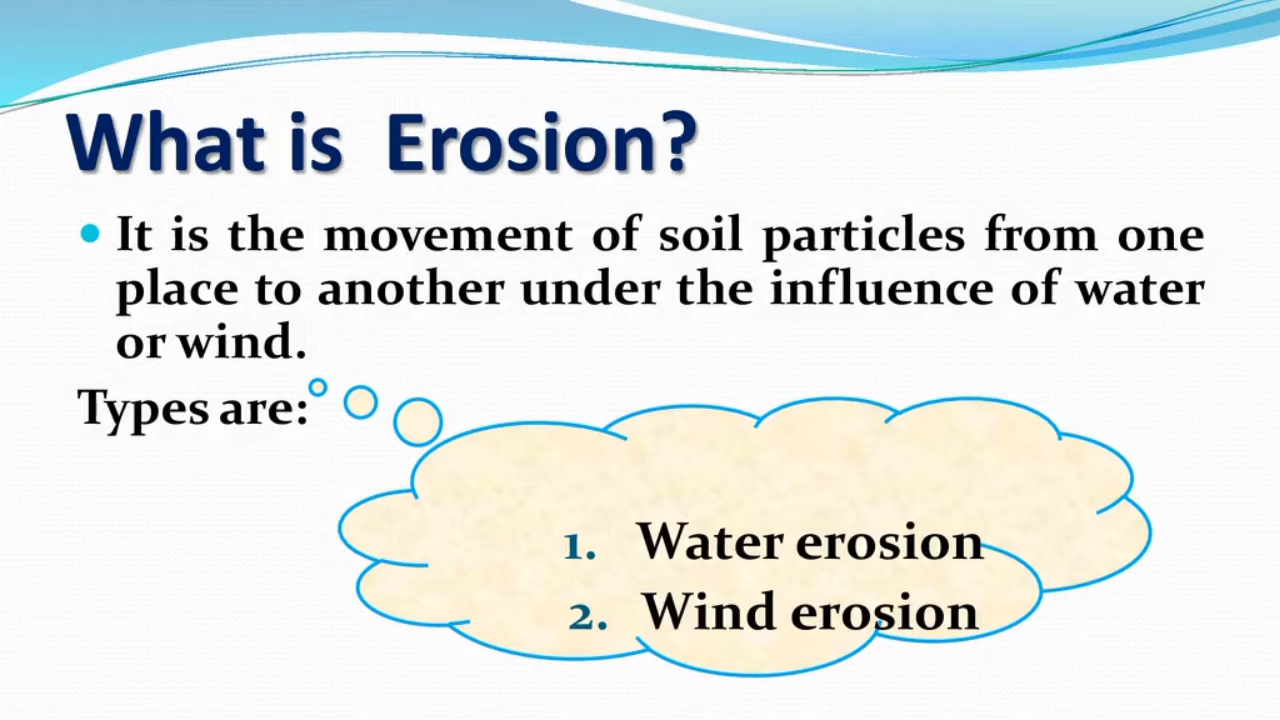 What is Erosion?
• It is the movement of soil particles from one
place to another under the influence of water
or wind.
Types are:
1. Water erosion
2. Wind erosion